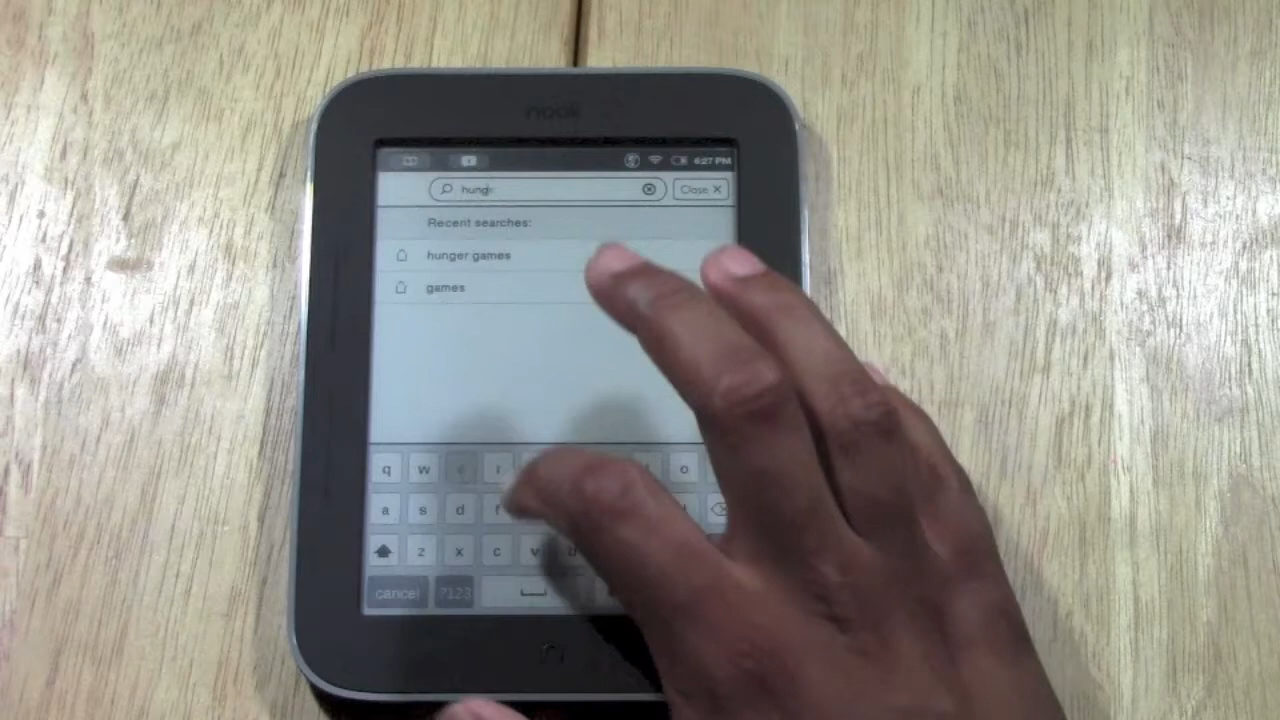 nook
6:27 PM
hung
Close X
Recent searches:
hunger games
games
q w e o
a s d f
z x c v
cancel ?123